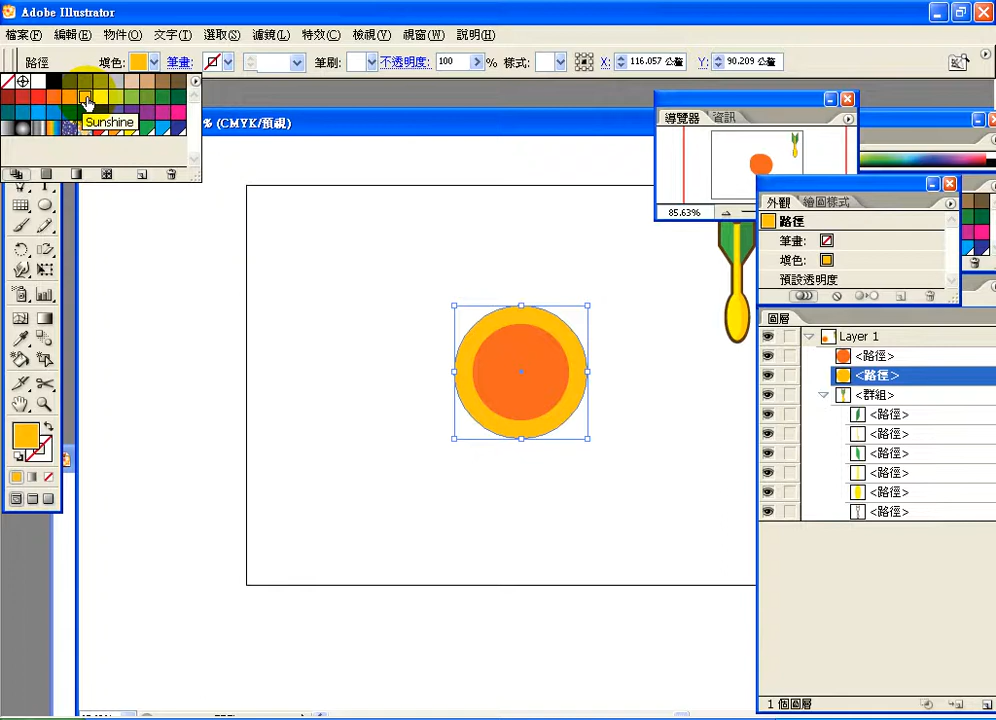 Adobe Illustrator
檔案(F) 編輯(E) 物件(O) 文字(T) 選取(S) 濾鏡(L) 特效(C) 檢視(V) 視窗(W) 說明(H)
路徑 填色: 筆畫: 筆刷: 不透明度: 100 % 樣式: X: 116.057 公釐 Y: 90.209 公釐
Sunshine
% (CMYK/預視)
導覽器 資訊
85.63%
外觀 繪圖樣式
路徑
筆畫:
填色:
預設透明度
圖層
Layer 1
<路徑>
<路徑>
<群組>
<路徑>
<路徑>
<路徑>
<路徑>
<路徑>
<路徑>
1 個圖層